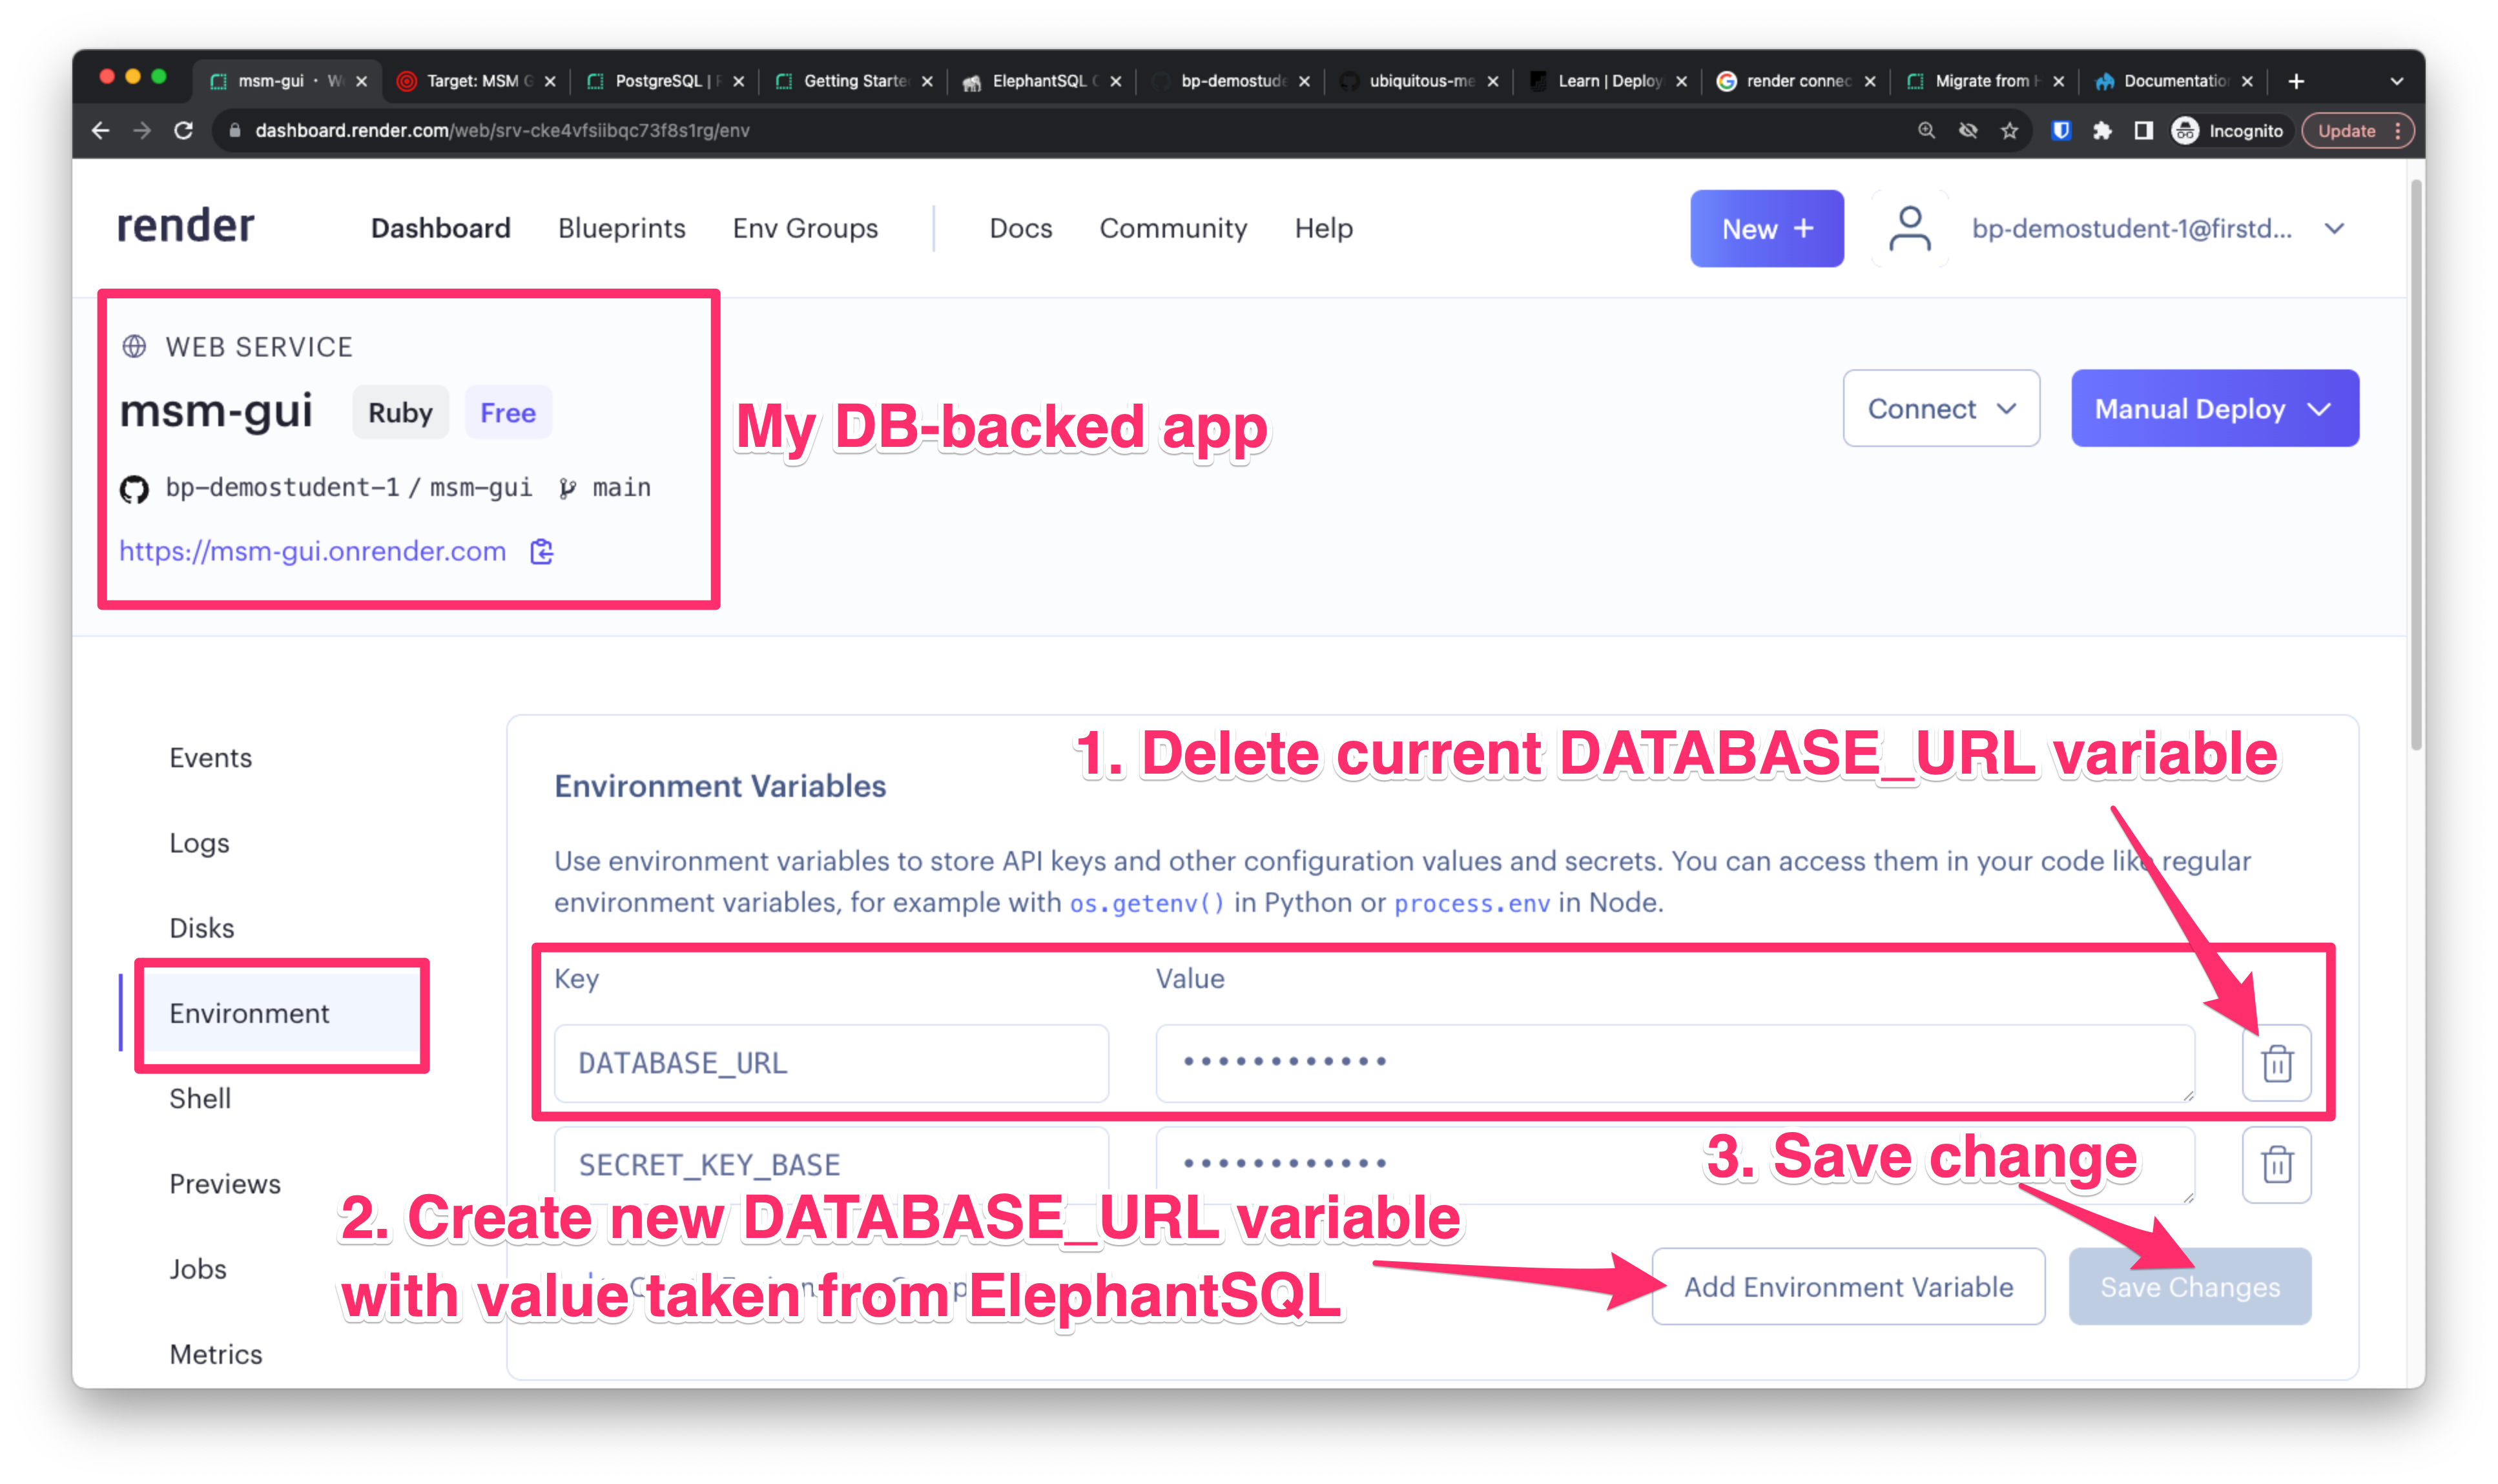 msm-gui · W
Target: MSM G
PostgreSQL |
Getting Starte
ElephantSQL
bp-demostude
ubiquitous-me
Learn | Deploy
render connec
Migrate from
Documentation
dashboard.render.com/web/srv-cke4vfsiibqc73f8s1rg/env
Incognito
Update
render
Dashboard
Blueprints
Env Groups
Docs
Community
Help
New +
bp-demostudent-1@firstd...
WEB SERVICE
msm-gui
Ruby
Free
My DB-backed app
Connect
Manual Deploy
bp-demostudent-1 / msm-gui
main
https://msm-gui.onrender.com
Events
Logs
Disks
Environment
Shell
Previews
Jobs
Metrics
1. Delete current DATABASE_URL variable
Environment Variables
Use environment variables to store API keys and other configuration values and secrets. You can access them in your code like regular
environment variables, for example with os.getenv() in Python or process.env in Node.
Key
Value
DATABASE_URL
••••••••••••
SECRET_KEY_BASE
••••••••••••
3. Save change
2. Create new DATABASE_URL variable
with value taken from ElephantSQL
Add Environment Variable
Save Changes